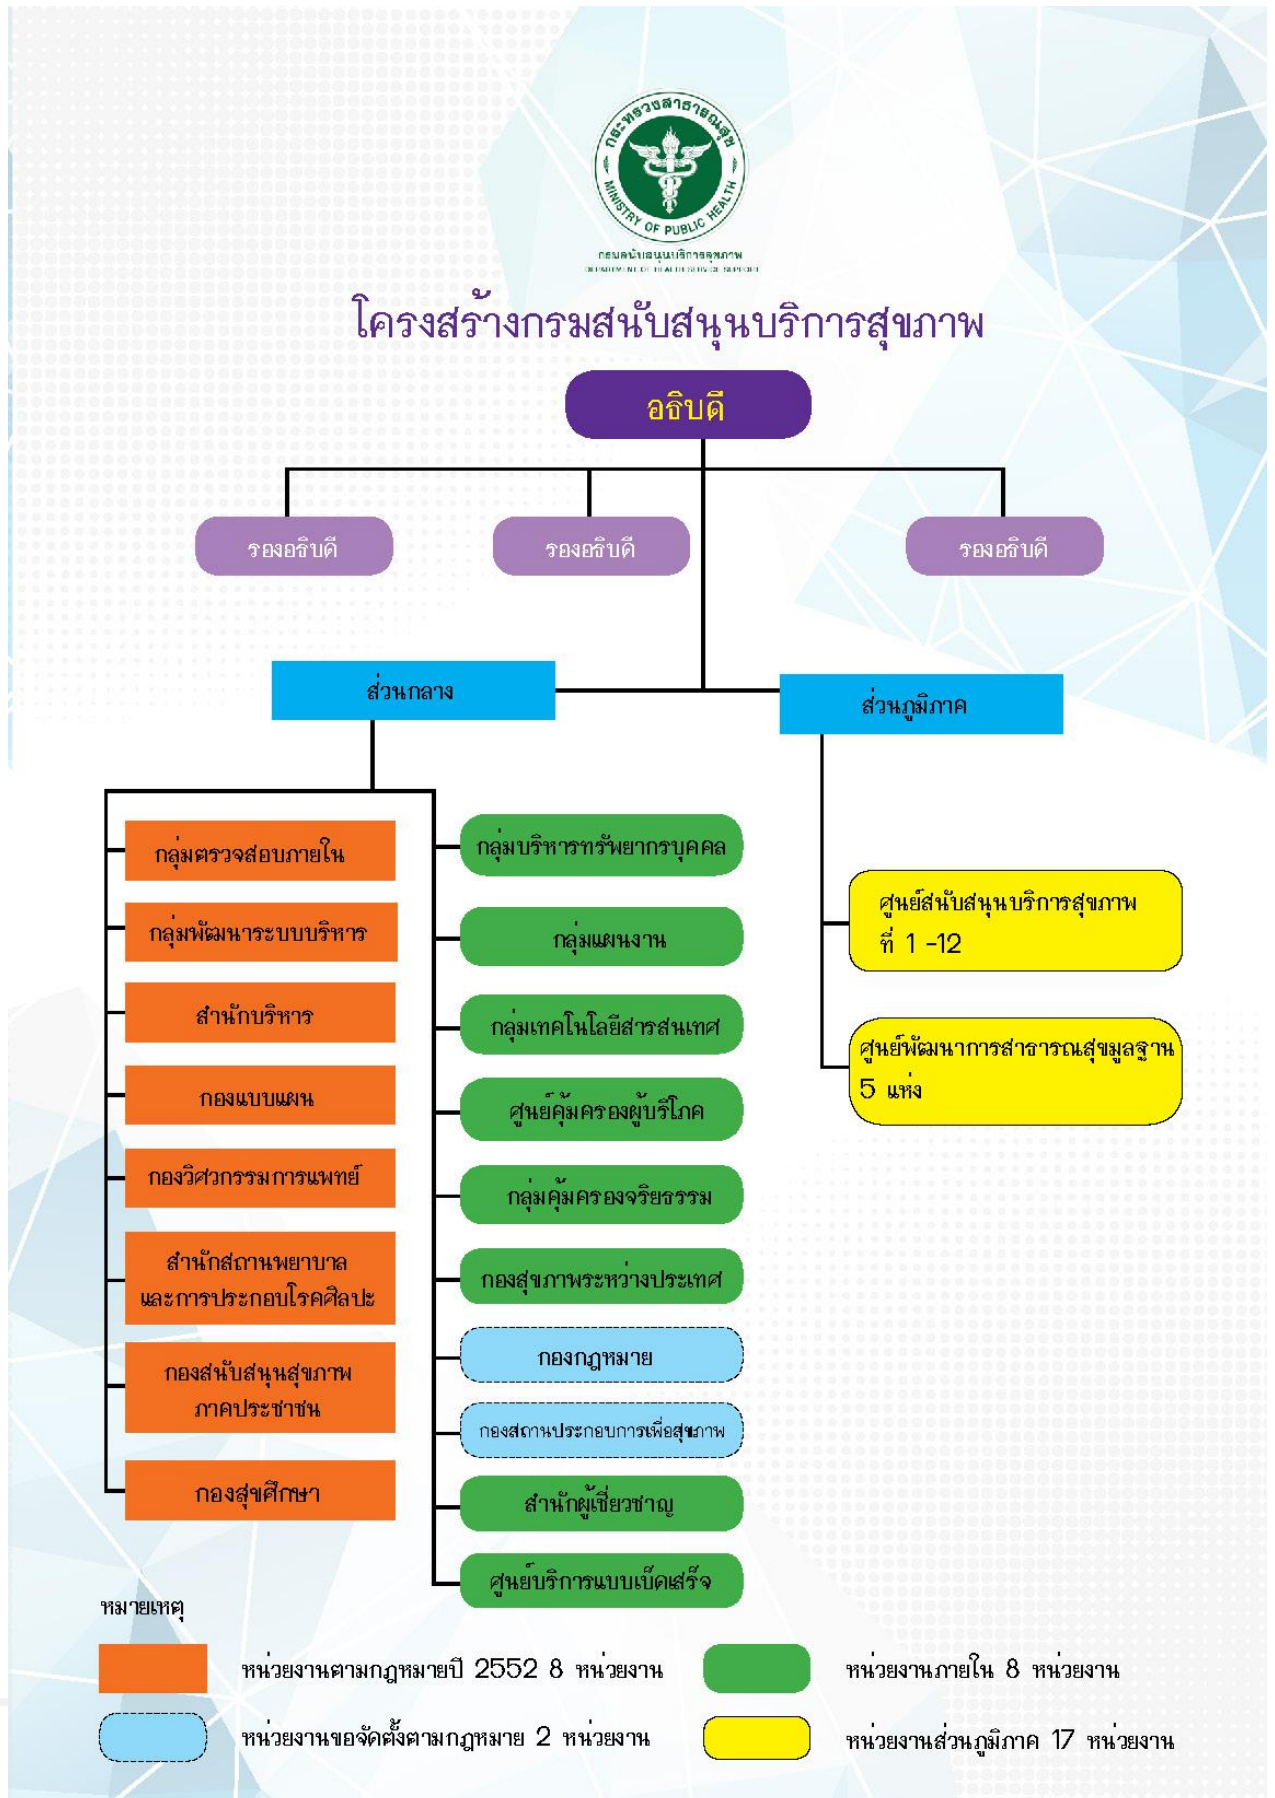 กระทรวงสาธารณสุข
MINISTRY OF PUBLIC HEALTH
กรมสนับสนุนบริการสุขภาพ
DEPARTMENT OF HEALTH SERVICE SUPPORT
โครงสร้างกรมสนับสนุนบริการสุขภาพ
อธิบดี
รองอธิบดี
รองอธิบดี
รองอธิบดี
ส่วนกลาง
ส่วนภูมิภาค
กลุ่มตรวจสอบภายใน
กลุ่มพัฒนาระบบบริหาร
สำนักบริหาร
กองแบบแผน
กองวิศวกรรมการแพทย์
สำนักสถานพยาบาล
และการประกอบโรคศิลปะ
กองสนับสนุนสุขภาพ
ภาคประชาชน
กองสุขศึกษา
กลุ่มบริหารทรัพยากรบุคคล
กลุ่มแผนงาน
กลุ่มเทคโนโลยีสารสนเทศ
ศูนย์คุ้มครองผู้บริโภค
กลุ่มคุ้มครองจริยธรรม
กองสุขภาพระหว่างประเทศ
กองกฎหมาย
กองสถานประกอบการเพื่อสุขภาพ
สำนักผู้เชี่ยวชาญ
ศูนย์บริการแบบเบ็ดเสร็จ
ศูนย์สนับสนุนบริการสุขภาพ
ที่ 1 -12
ศูนย์พัฒนาการสาธารณสุขมูลฐาน
5 แห่ง
หมายเหตุ
หน่วยงานตามกฎหมายปี 2552 8 หน่วยงาน
หน่วยงานภายใน 8 หน่วยงาน
หน่วยงานขอจัดตั้งตามกฎหมาย 2 หน่วยงาน
หน่วยงานส่วนภูมิภาค 17 หน่วยงาน